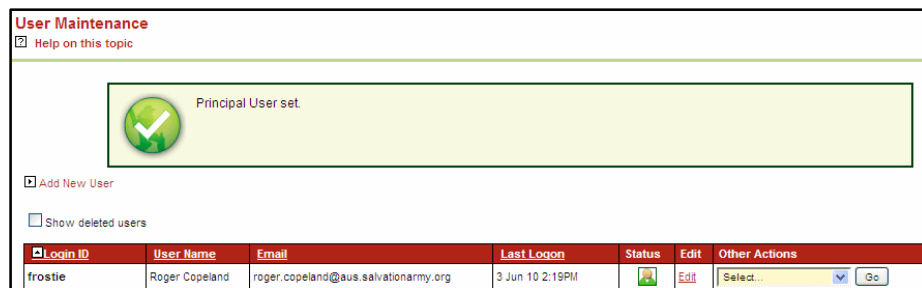 User Maintenance
? Help on this topic
Principal User set.
Add New User
Show deleted users
Login ID User Name Email Last Logon Status Edit Other Actions
frostie Roger Copeland roger.copeland@aus.salvationarmy.org 3 Jun 10 2:19PM Edit Select... Go